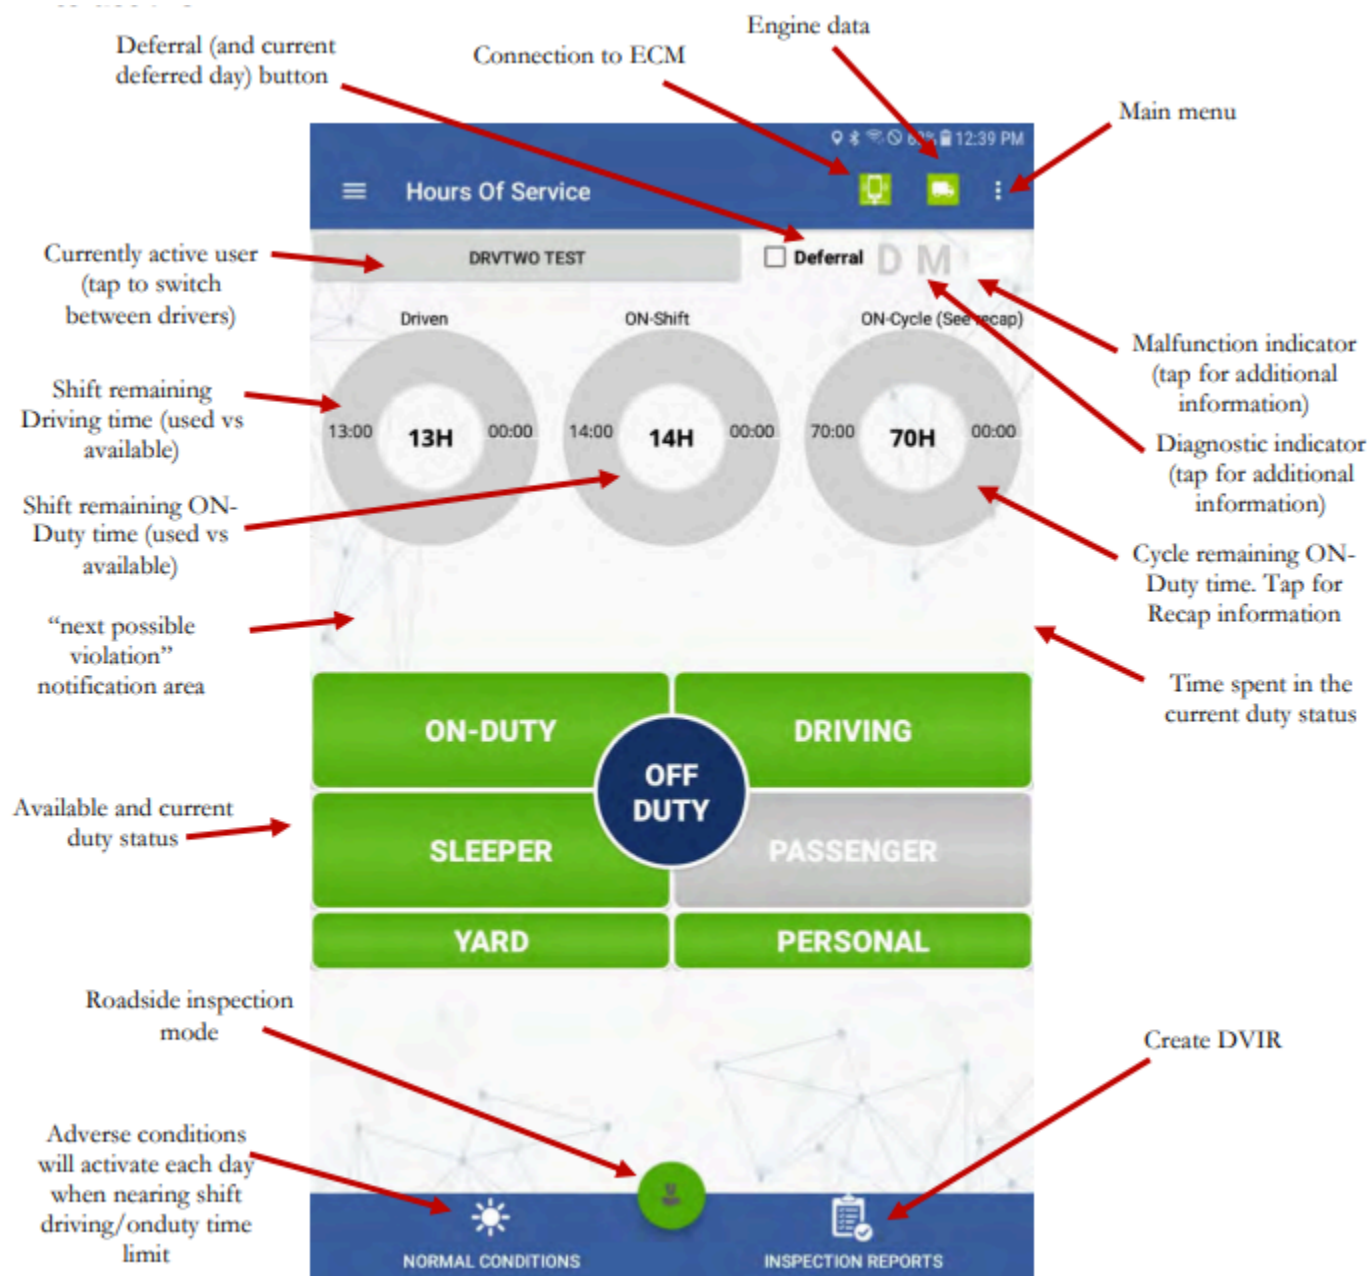 Engine data
Deferral (and current
deferred day) button
Connection to ECM
Main menu
12:39 PM
Hours Of Service
Currently active user
(tap to switch
between drivers)
DRVTWO TEST
Deferral D M
Driven
ON-Shift
ON-Cycle (See recap)
Malfunction indicator
(tap for additional
information)
Shift remaining
Driving time (used vs
available)
13:00 13H 00:00
14:00 14H 00:00
70:00 70H 00:00
Diagnostic indicator
(tap for additional
information)
Shift remaining ON-
Duty time (used vs
available)
Cycle remaining ON-
Duty time. Tap for
Recap information
“next possible
violation”
notification area
Time spent in the
current duty status
ON-DUTY
DRIVING
OFF
DUTY
Available and current
duty status
SLEEPER
PASSENGER
YARD
PERSONAL
Roadside inspection
mode
Create DVIR
Adverse conditions
will activate each day
when nearing shift
driving/onduty time
limit
NORMAL CONDITIONS
INSPECTION REPORTS